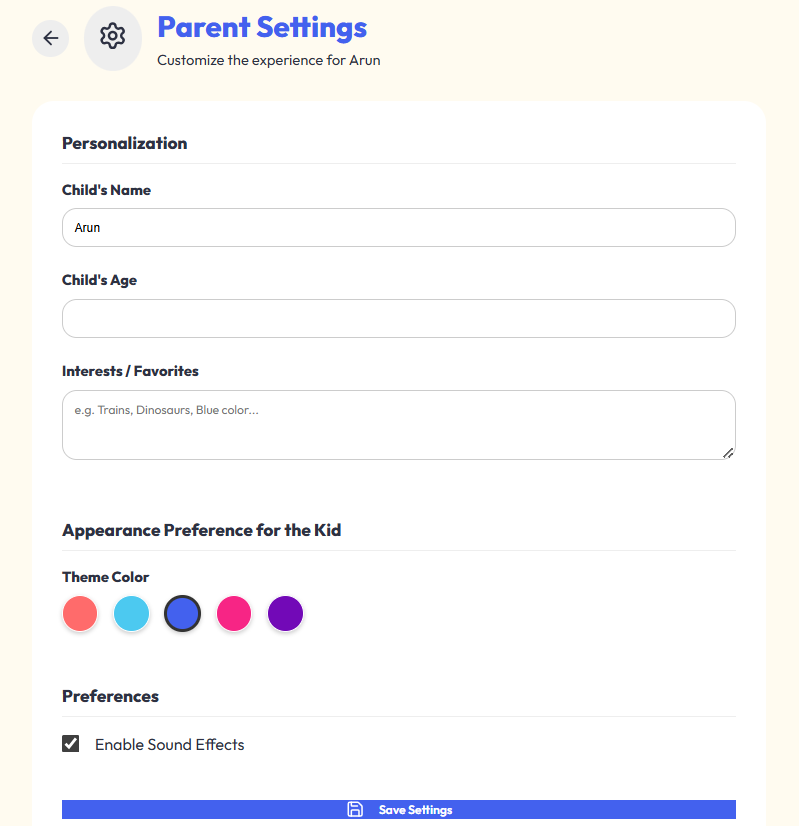 Parent Settings
Customize the experience for Arun
Personalization
Child's Name
Arun
Child's Age
Interests / Favorites
e.g. Trains, Dinosaurs, Blue color...
Appearance Preference for the Kid
Theme Color
Preferences
Enable Sound Effects
Save Settings